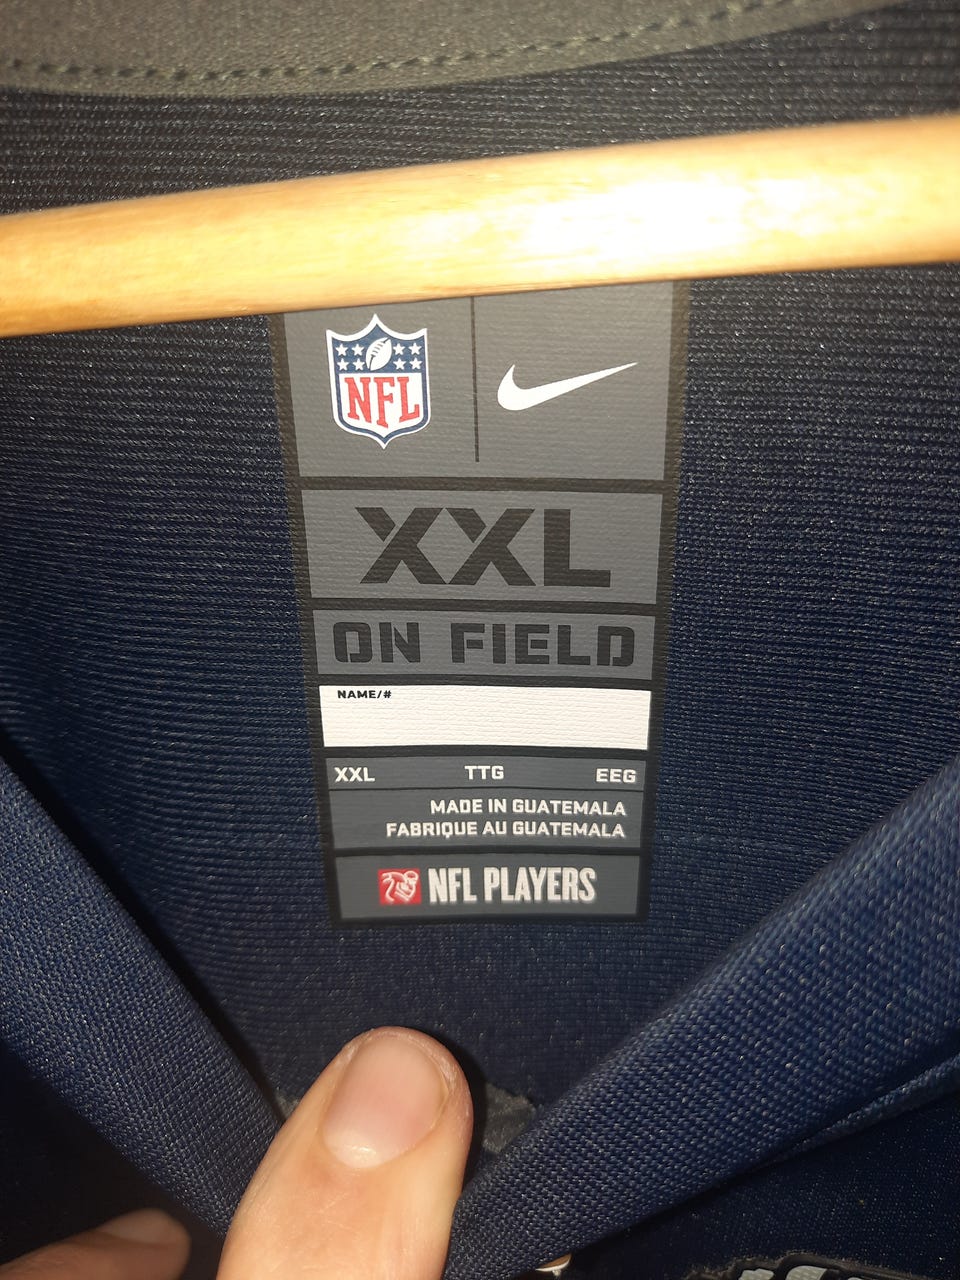 NFL
XXL
ON FIELD
NAME/#
XXL TTG EEG
MADE IN GUATEMALA
FABRIQUE AU GUATEMALA
NFL PLAYERS